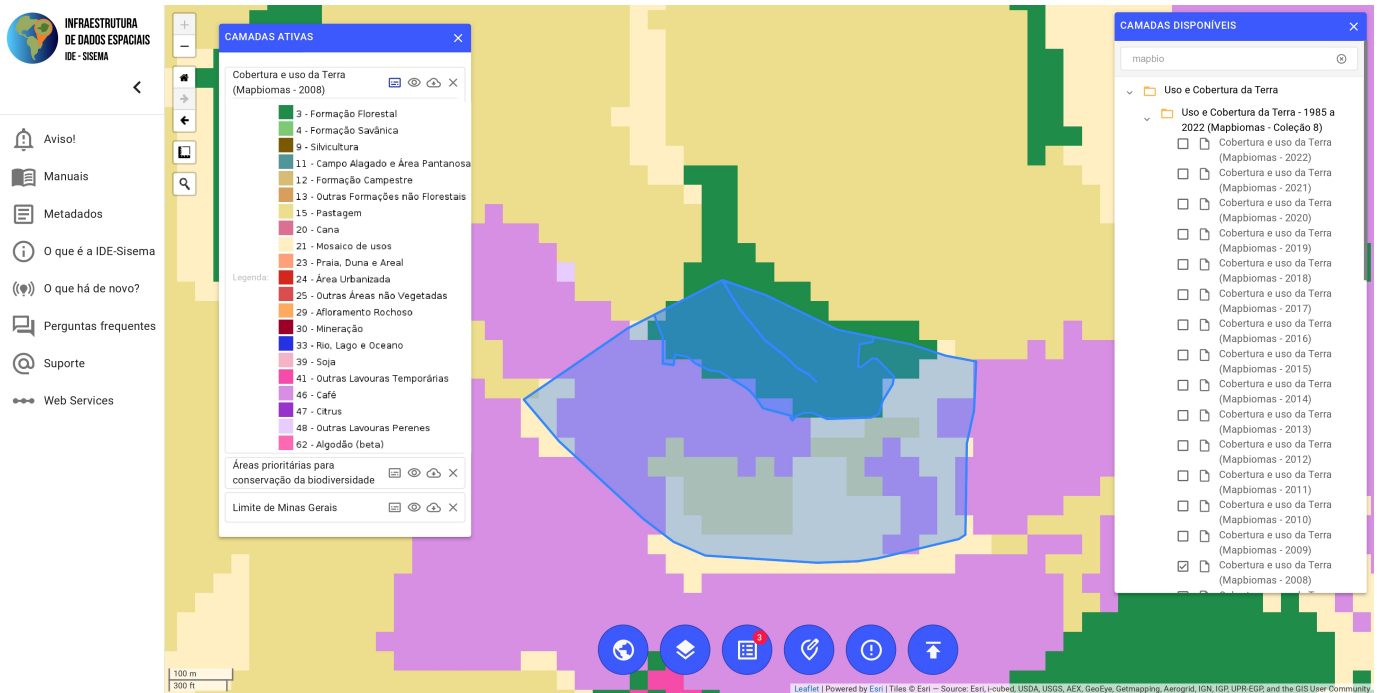 INFRAESTRUTURA
DE DADOS ESPACIAIS
IDE - SISEMA
Aviso!
Manuais
Metadados
O que é a IDE-Sisema
O que há de novo?
Perguntas frequentes
Suporte
Web Services
CAMADAS ATIVAS
Cobertura e uso da Terra
(Mapbiomas - 2008)
Legenda:
3 - Formação Florestal
4 - Formação Savânica
9 - Silvicultura
11 - Campo Alagado e Área Pantanosa
12 - Formação Campestre
13 - Outras Formações não Florestais
15 - Pastagem
20 - Cana
21 - Mosaico de usos
23 - Praia, Duna e Areal
24 - Área Urbanizada
25 - Outras Áreas não Vegetadas
29 - Afloramento Rochoso
30 - Mineração
33 - Rio, Lago e Oceano
39 - Soja
41 - Outras Lavouras Temporárias
46 - Café
47 - Citrus
48 - Outras Lavouras Perenes
62 - Algodão (beta)
Áreas prioritárias para
conservação da biodiversidade
Limite de Minas Gerais
100 m
300 ft
3
CAMADAS DISPONÍVEIS
mapbio
Uso e Cobertura da Terra
Uso e Cobertura da Terra - 1985 a
2022 (Mapbiomas - Coleção 8)
Cobertura e uso da Terra
(Mapbiomas - 2022)
Cobertura e uso da Terra
(Mapbiomas - 2021)
Cobertura e uso da Terra
(Mapbiomas - 2020)
Cobertura e uso da Terra
(Mapbiomas - 2019)
Cobertura e uso da Terra
(Mapbiomas - 2018)
Cobertura e uso da Terra
(Mapbiomas - 2017)
Cobertura e uso da Terra
(Mapbiomas - 2016)
Cobertura e uso da Terra
(Mapbiomas - 2015)
Cobertura e uso da Terra
(Mapbiomas - 2014)
Cobertura e uso da Terra
(Mapbiomas - 2013)
Cobertura e uso da Terra
(Mapbiomas - 2012)
Cobertura e uso da Terra
(Mapbiomas - 2011)
Cobertura e uso da Terra
(Mapbiomas - 2010)
Cobertura e uso da Terra
(Mapbiomas - 2009)
Cobertura e uso da Terra
(Mapbiomas - 2008)
Leaflet | Powered by Esri | Tiles © Esri — Source: Esri, i-cubed, USDA, USGS, AEX, GeoEye, Getmapping, Aerogrid, IGN, IGP, UPR-EGP, and the GIS User Community